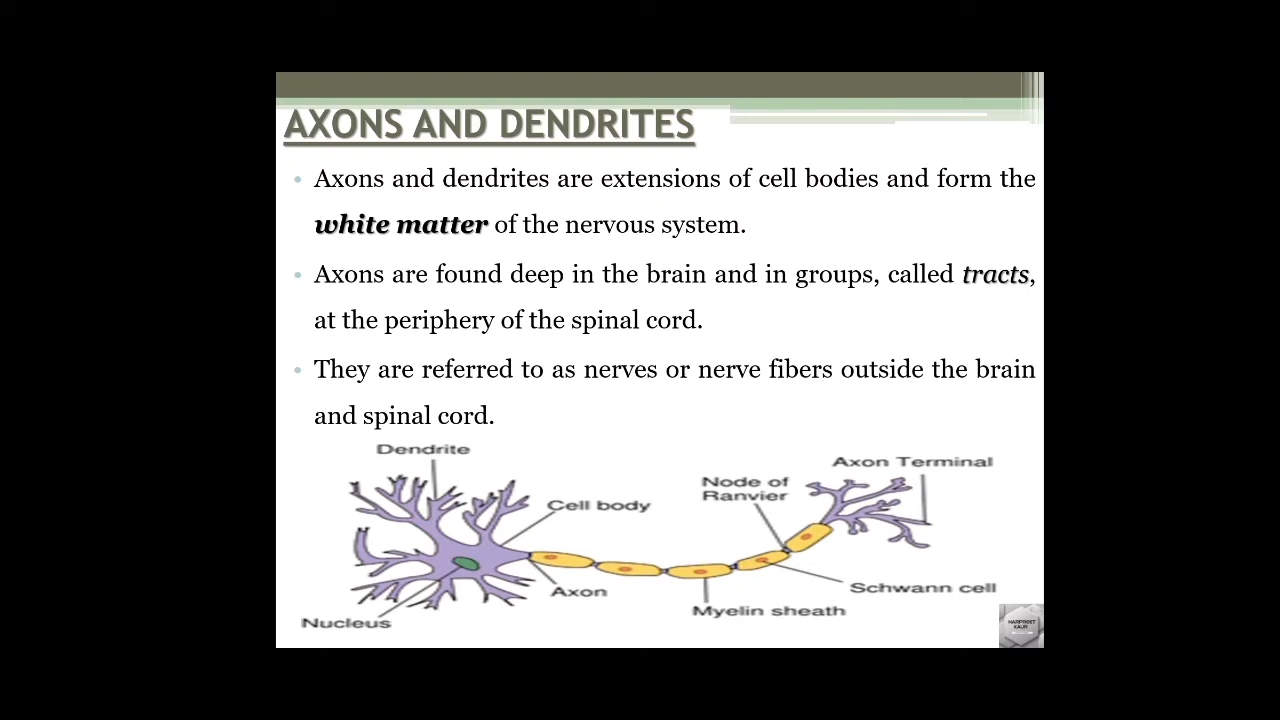 AXONS AND DENDRITES
• Axons and dendrites are extensions of cell bodies and form the
white matter of the nervous system.
• Axons are found deep in the brain and in groups, called tracts,
at the periphery of the spinal cord.
• They are referred to as nerves or nerve fibers outside the brain
and spinal cord.
Dendrite
Axon Terminal
Node of
Ranvier
Cell body
Axon
Schwann cell
Myelin sheath
Nucleus
HARPREET
KAUR